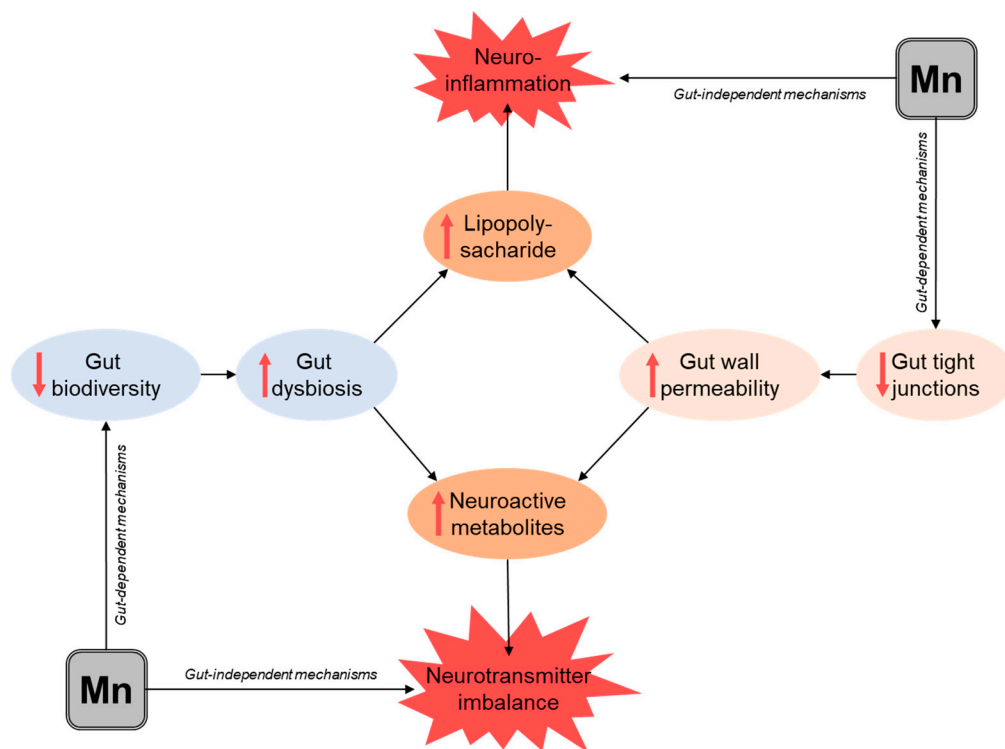 Neuro-
inflammation
Mn
Gut-independent mechanisms
Gut-dependent mechanisms
Lipopoly-
sacharide
Gut
biodiversity
Gut
dysbiosis
Gut wall
permeability
Gut tight
junctions
Neuroactive
metabolites
Gut-dependent mechanisms
Mn
Gut-independent mechanisms
Neurotransmitter
imbalance